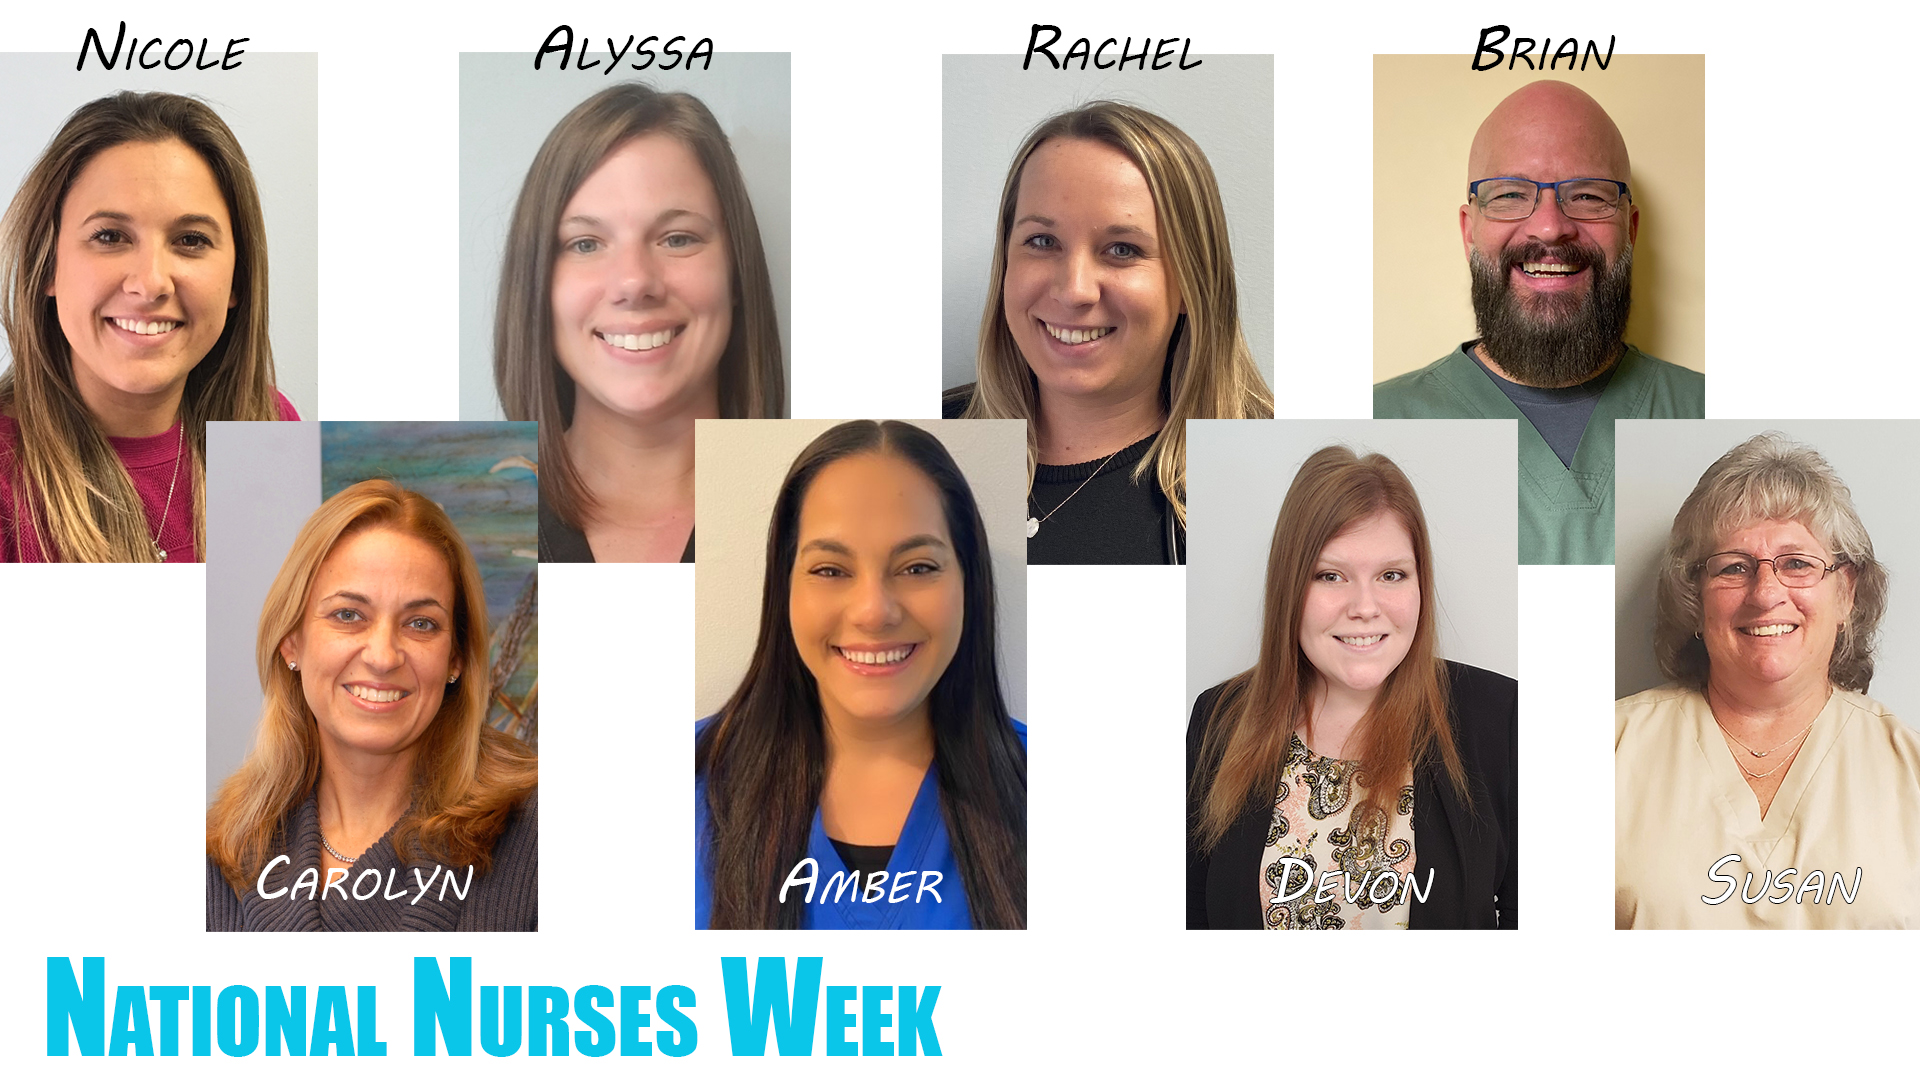 Nicole
Alyssa
Rachel
Brian
Carolyn
Amber
Devon
Susan
National Nurses Week